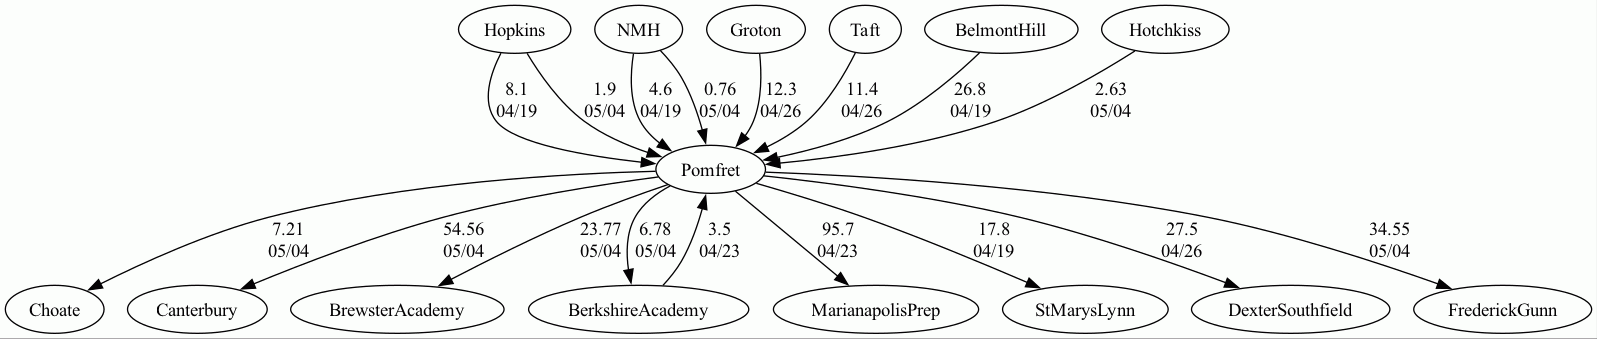 Hopkins
NMH
Groton
Taft
BelmontHill
Hotchkiss
8.1
04/19
1.9
05/04
4.6
04/19
0.76
05/04
12.3
04/26
11.4
04/26
26.8
04/19
2.63
05/04
Pomfret
7.21
05/04
54.56
05/04
23.77
05/04
6.78
05/04
3.5
04/23
95.7
04/23
17.8
04/19
27.5
04/26
34.55
05/04
Choate
Canterbury
BrewsterAcademy
BerkshireAcademy
MarianapolisPrep
StMarysLynn
DexterSouthfield
FrederickGunn